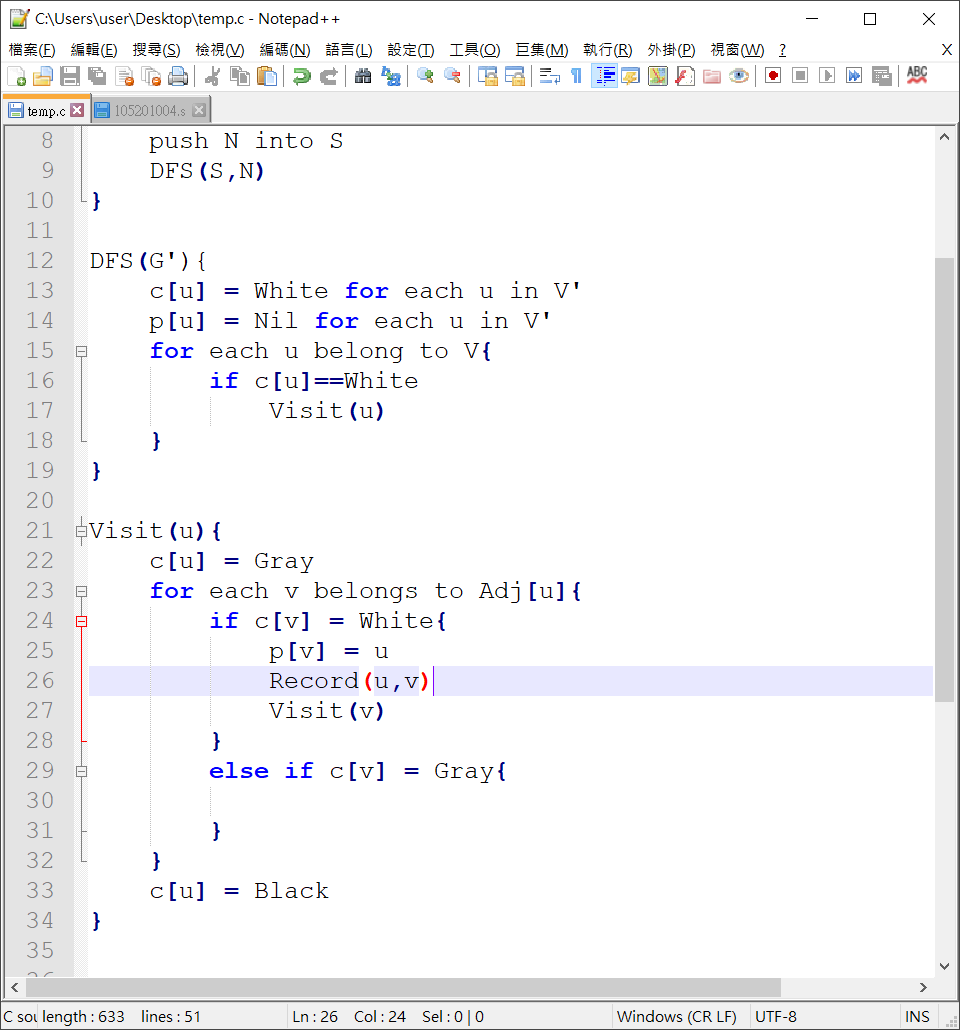 C:\Users\user\Desktop\temp.c - Notepad++
檔案(F) 編輯(E) 搜尋(S) 檢視(V) 編碼(N) 語言(L) 設定(T) 工具(O) 巨集(M) 執行(R) 外掛(P) 視窗(W) ? X
ABC
temp.c 105201004.s
8 push N into S
9 DFS(S,N)
10 }
11
12 DFS(G'){
13 c[u] = White for each u in V'
14 p[u] = Nil for each u in V'
15 for each u belong to V{
16 if c[u]==White
17 Visit(u)
18 }
19 }
20
21 Visit(u){
22 c[u] = Gray
23 for each v belongs to Adj[u]{
24 if c[v] = White{
25 p[v] = u
26 Record(u,v)
27 Visit(v)
28 }
29 else if c[v] = Gray{
30
31 }
32 }
33 c[u] = Black
34 }
35
C sou length : 633 lines : 51 Ln : 26 Col : 24 Sel : 0 | 0 Windows (CR LF) UTF-8 INS